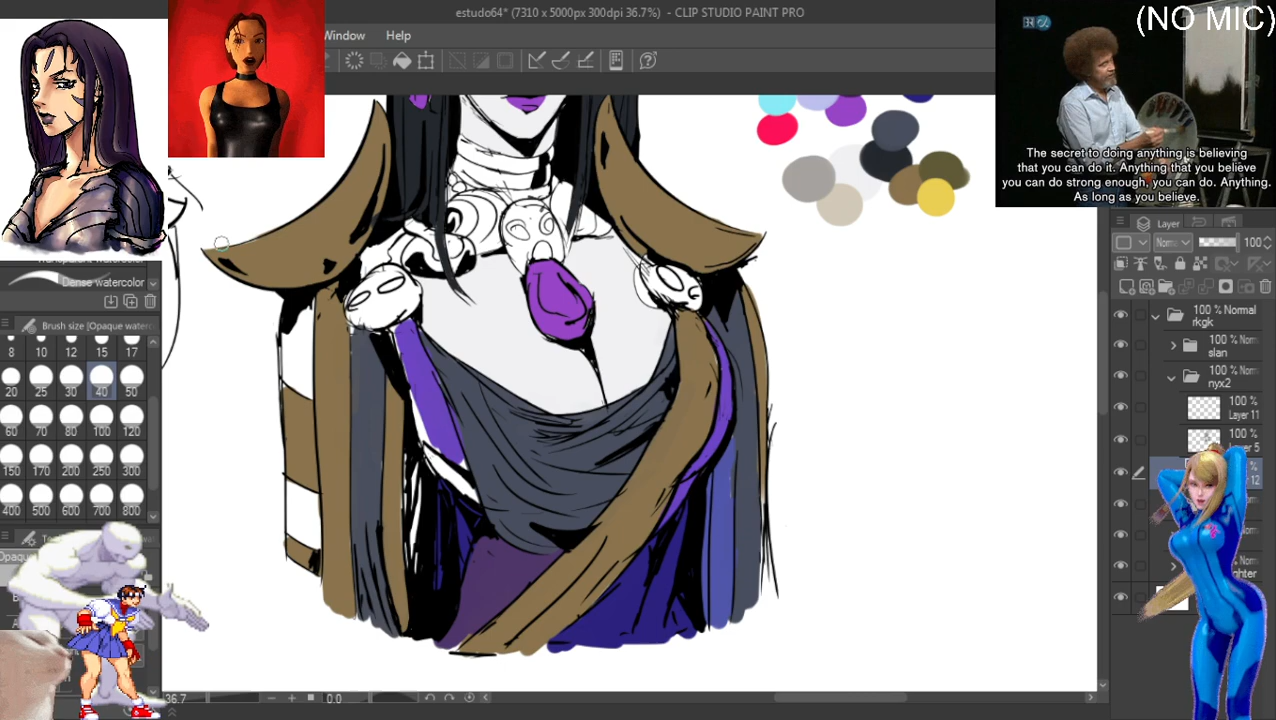 estudo64* (7310 x 5000px 300dpi 36.7%) - CLIP STUDIO PAINT PRO
(NO MIC)
Window Help
The secret to doing anything is believing
that you can do it. Anything that you believe
you can do strong enough, you can do. Anything.
As long as you believe.
Layer
100
100 % Normal
rkgk
100 %
slan
100 %
nyx2
100 %
Layer 11
100 %
12
Dense watercolor
Brush size [Opaque water
8 10 12 15 17
20 25 30 40 50
60 70 80 100 120
150 170 200 250 300
400 500 600 700 800
36.7
0.0